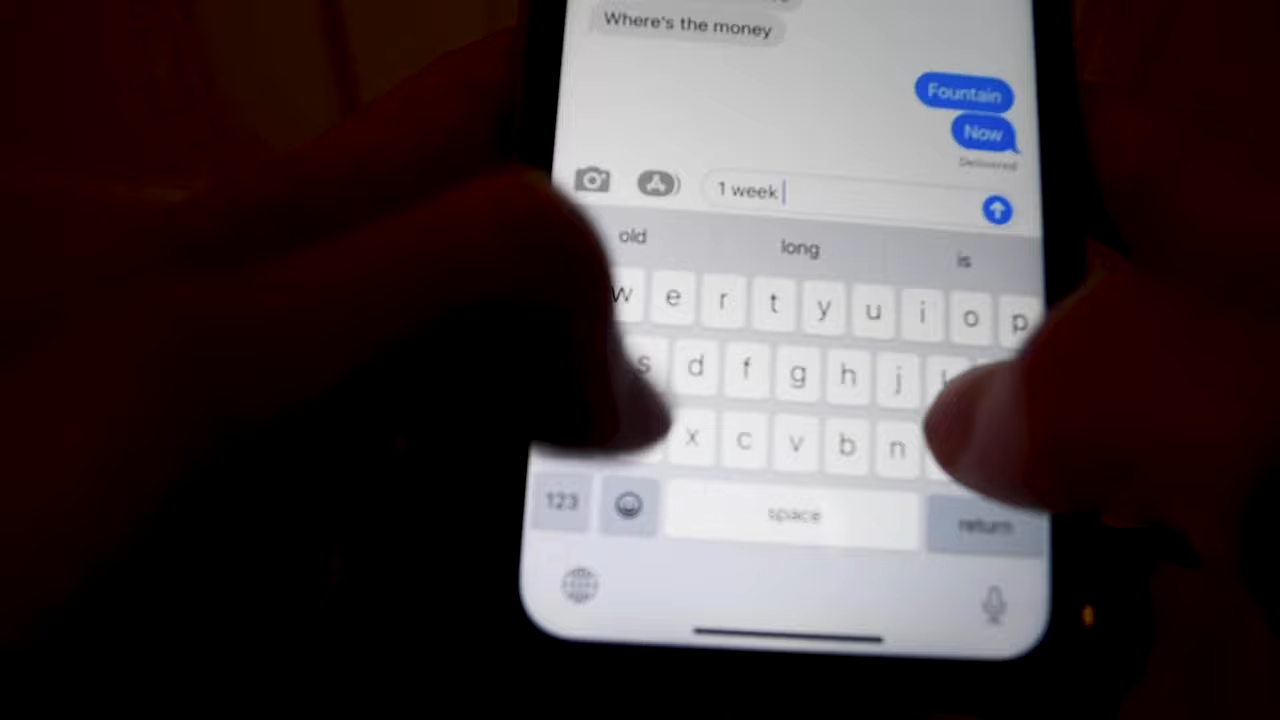 Where's the money
Fountain
Now
Delivered
1 week
old long is
w e r t y u i o p
s d f g h j
x c v b n
123 space return